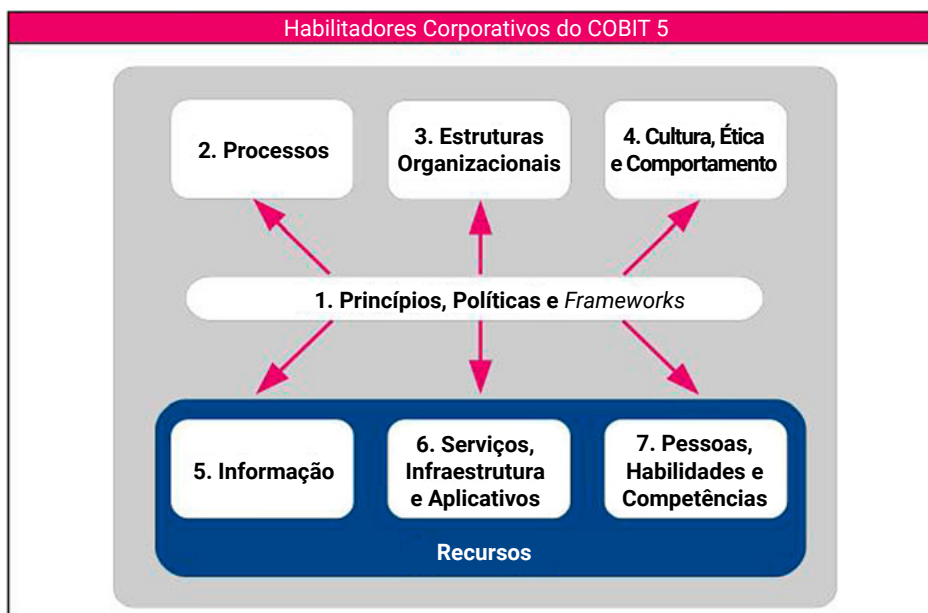 Habilitadores Corporativos do COBIT 5
2. Processos
3. Estruturas
Organizacionais
4. Cultura, Ética
e Comportamento
1. Princípios, Políticas e Frameworks
5. Informação
6. Serviços,
Infraestrutura
e Aplicativos
7. Pessoas,
Habilidades e
Competências
Recursos